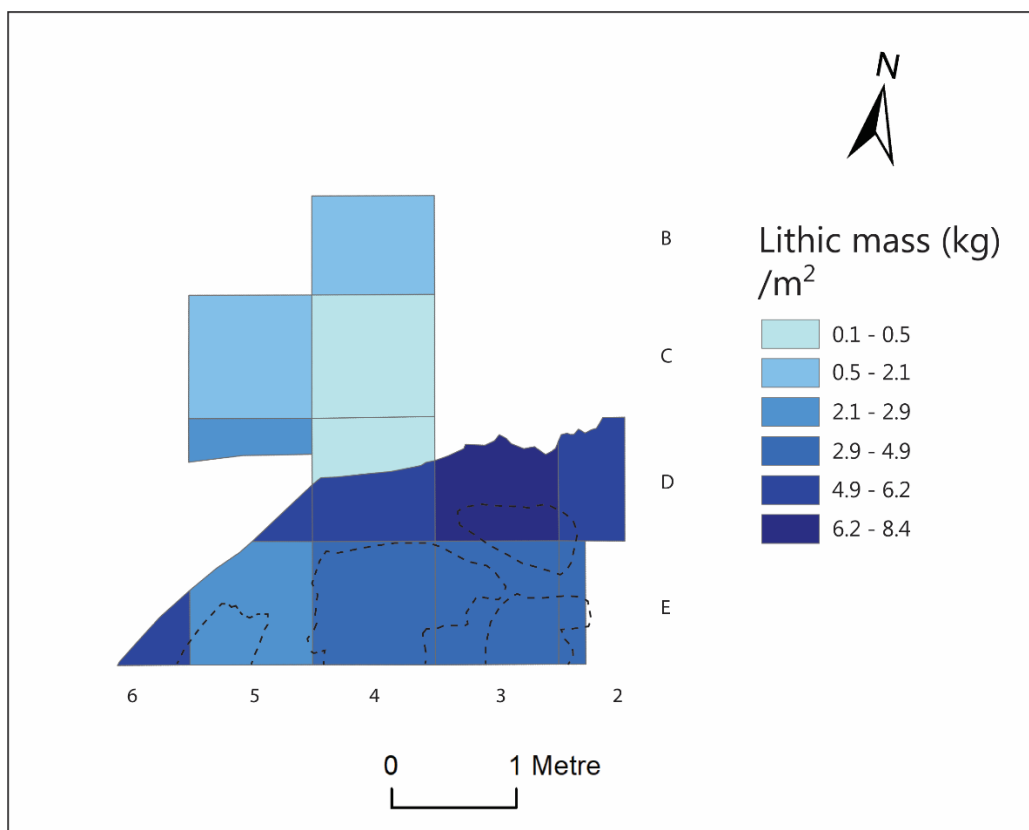 N
B
C
D
E
6 5 4 3 2
Lithic mass (kg)
/m²
0.1 - 0.5
0.5 - 2.1
2.1 - 2.9
2.9 - 4.9
4.9 - 6.2
6.2 - 8.4
0 1 Metre